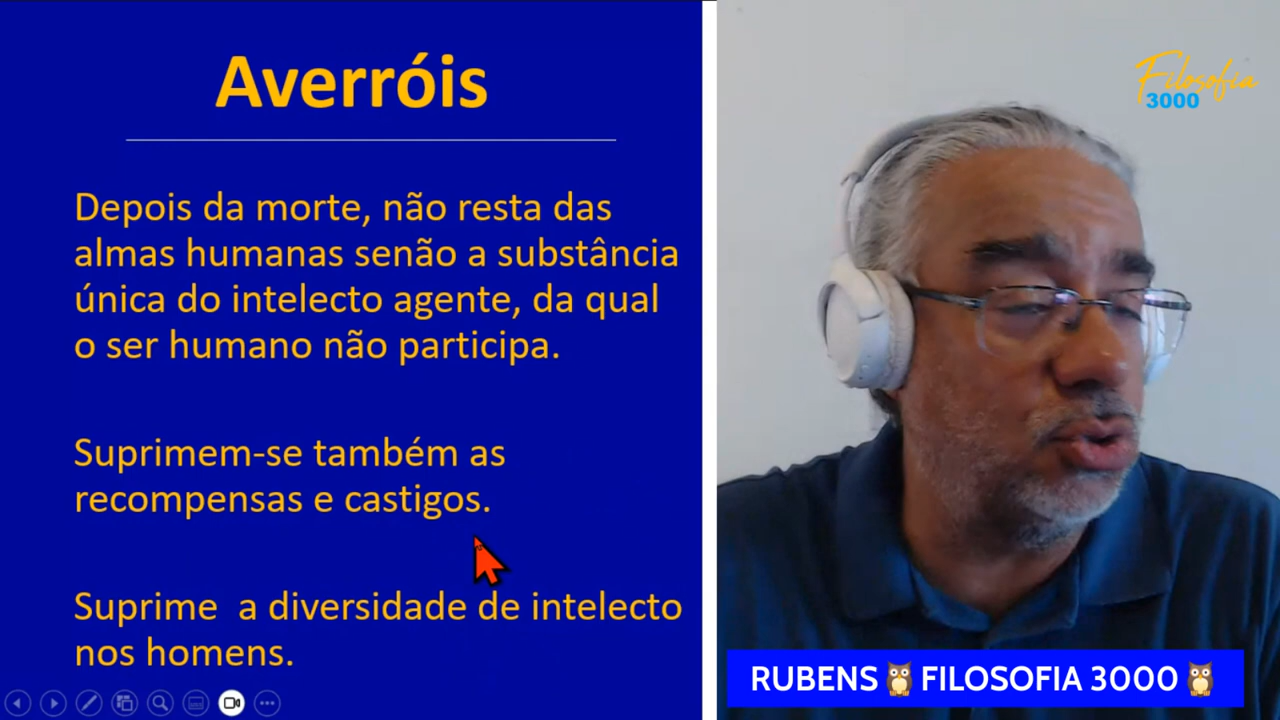 Averróis
Depois da morte, não resta das
almas humanas senão a substância
única do intelecto agente, da qual
o ser humano não participa.
Suprimem-se também as
recompensas e castigos.
Suprime  a diversidade de intelecto
nos homens.
Filosofia
3000
RUBENS🦉FILOSOFIA 3000🦉